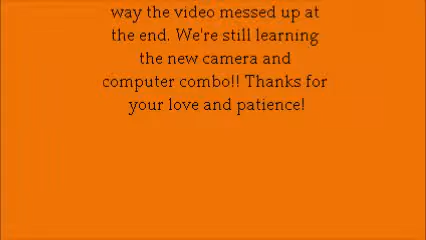 way the video messed up at
the end. We're still learning
the new camera and
computer combo!! Thanks for
your love and patience!